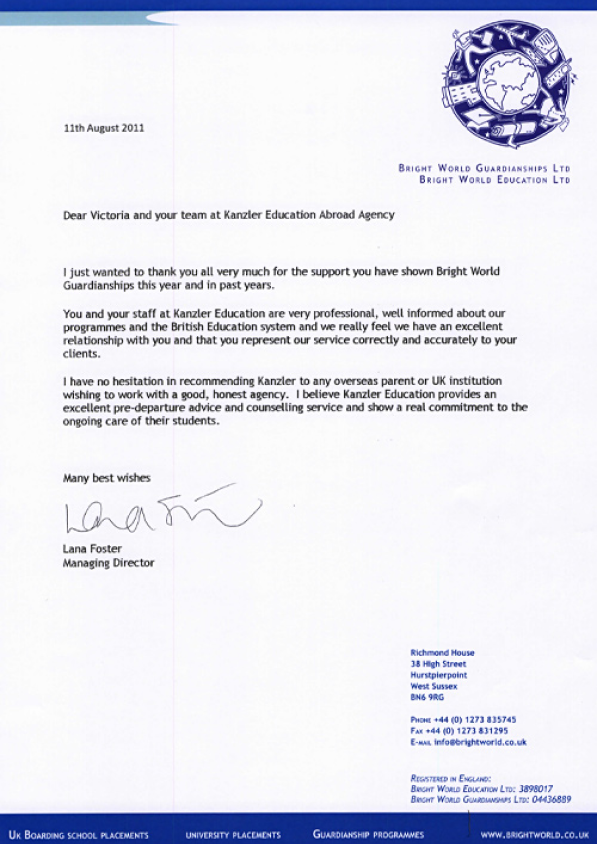 11th August 2011
BRIGHT WORLD GUARDIANSHIPS LTD
BRIGHT WORLD EDUCATION LTD
Dear Victoria and your team at Kanzler Education Abroad Agency
I just wanted to thank you all very much for the support you have shown Bright World
Guardianships this year and in past years.
You and your staff at Kanzler Education are very professional, well informed about our
programmes and the British Education system and we really feel we have an excellent
relationship with you and that you represent our service correctly and accurately to your
clients.
I have no hesitation in recommending Kanzler to any overseas parent or UK institution
wishing to work with a good, honest agency.  I believe Kanzler Education provides an
excellent pre-departure advice and counselling service and show a real commitment to the
ongoing care of their students.
Many best wishes
Lana Foster
Managing Director
Richmond House
38 High Street
Hurstpierpoint
West Sussex
BN6 9RG
PHONE +44 (0) 1273 835745
FAX +44 (0) 1273 831295
E-MAIL info@brightworld.co.uk
REGISTERED IN ENGLAND:
BRIGHT WORLD EDUCATION LTD: 3898017
BRIGHT WORLD GUARDIANSHIPS LTD: 04436889
UK BOARDING SCHOOL PLACEMENTS UNIVERSITY PLACEMENTS GUARDIANSHIP PROGRAMMES WWW.BRIGHTWORLD.CO.UK